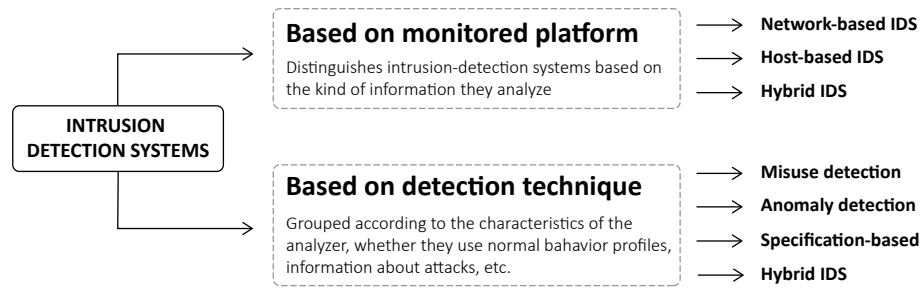 INTRUSION
DETECTION SYSTEMS
Based on monitored platform
Distinguishes intrusion-detection systems based on
the kind of information they analyze
Network-based IDS
Host-based IDS
Hybrid IDS
Based on detection technique
Grouped according to the characteristics of the
analyzer, whether they use normal bahavior profiles,
information about attacks, etc.
Misuse detection
Anomaly detection
Specification-based
Hybrid IDS